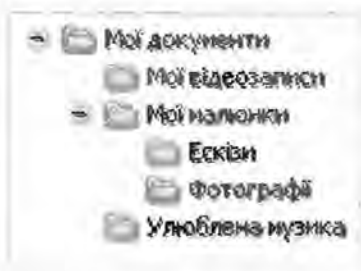 Мої документи
Мої відеозаписи
Мої малюнки
Ескізи
Фотографії
Улюблена музика